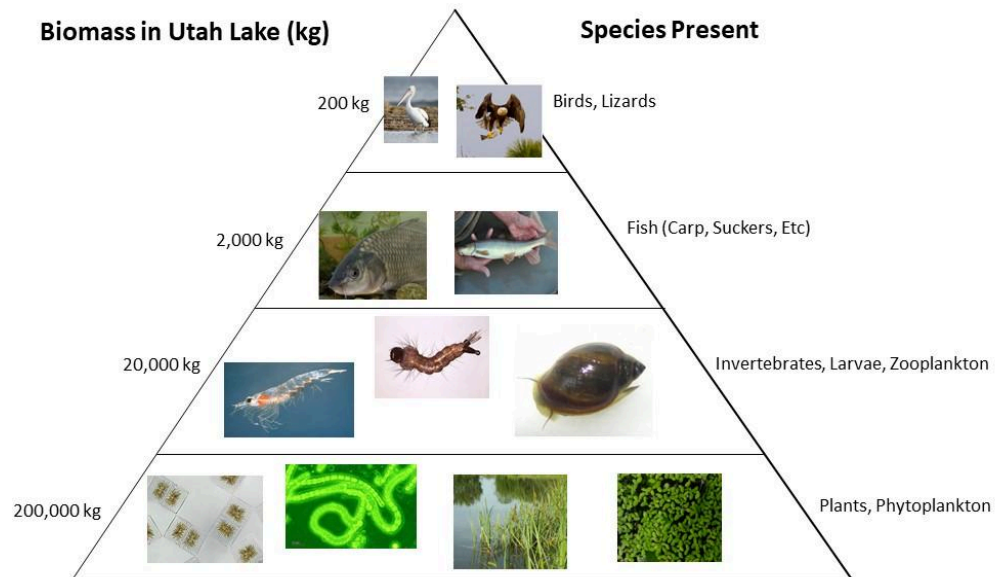 Biomass in Utah Lake (kg)
Species Present
200 kg
Birds, Lizards
2,000 kg
Fish (Carp, Suckers, Etc)
20,000 kg
Invertebrates, Larvae, Zooplankton
200,000 kg
Plants, Phytoplankton